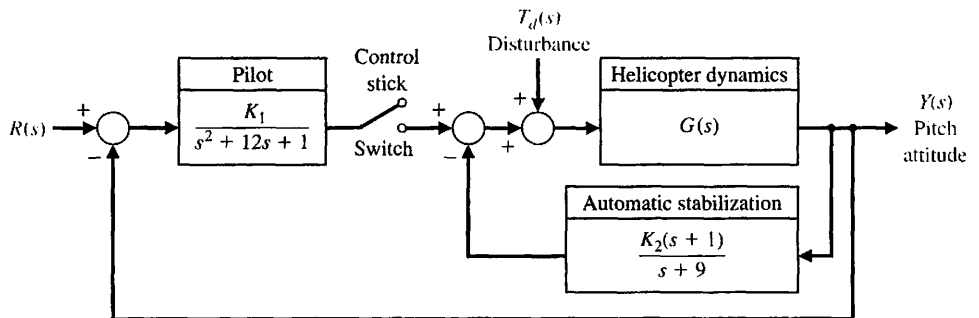 T_d(s)
Disturbance
Control
stick
Pilot
Helicopter dynamics
K_1
s^2 + 12s + 1
G(s)
R(s)
+
−
+
−
+
+
Switch
Y(s)
Pitch
attitude
Automatic stabilization
K_2(s + 1)
s + 9